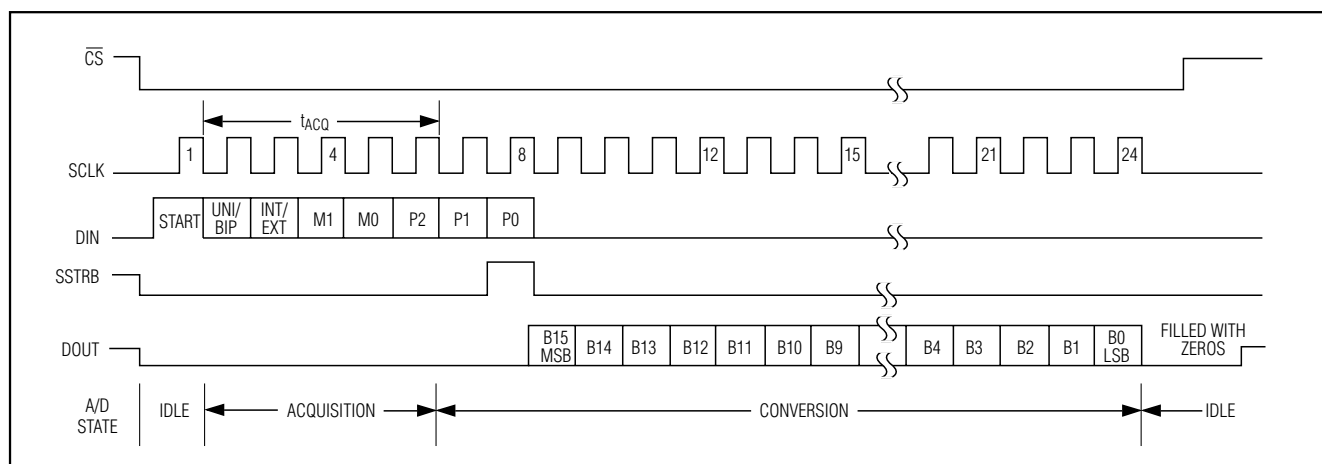 CS
tACQ
SCLK 1 4 8 12 15 21 24
DIN START UNI/BIP INT/EXT M1 M0 P2 P1 P0
SSTRB
DOUT B15 MSB B14 B13 B12 B11 B10 B9 B4 B3 B2 B1 B0 LSB FILLED WITH ZEROS
A/D STATE IDLE ACQUISITION CONVERSION IDLE